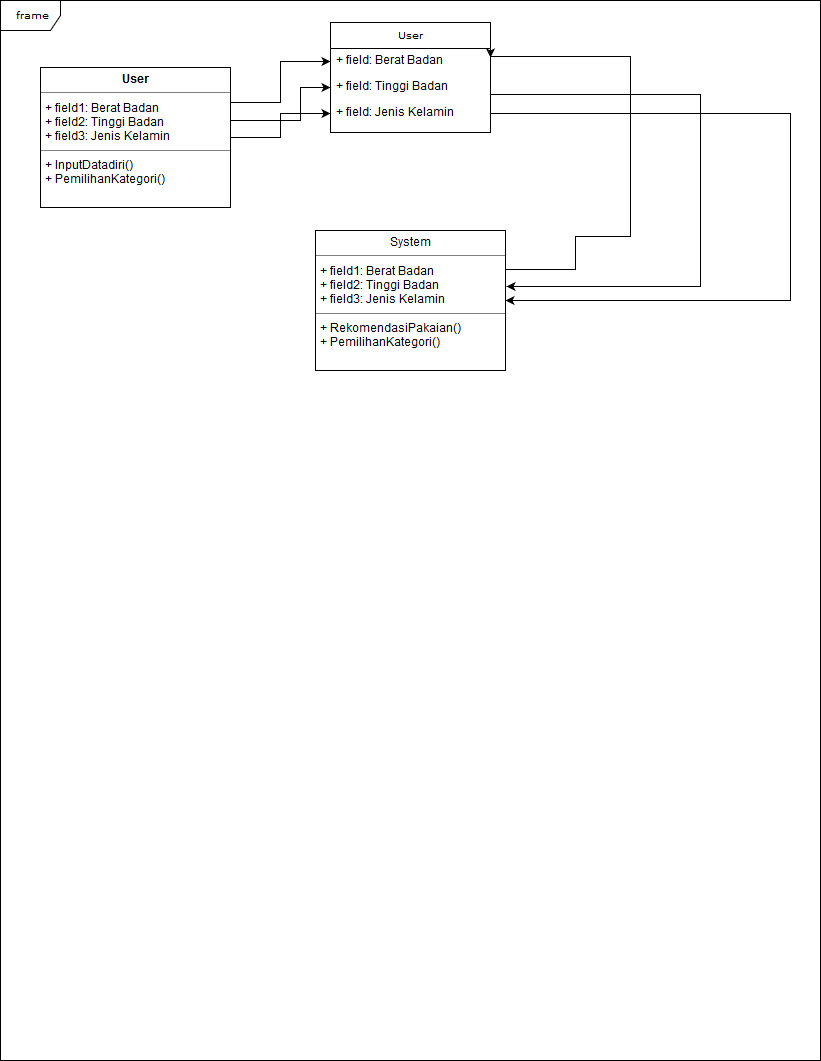 frame
User
+ field: Berat Badan
+ field: Tinggi Badan
+ field: Jenis Kelamin
User
+ field1: Berat Badan
+ field2: Tinggi Badan
+ field3: Jenis Kelamin
+ InputDatadiri()
+ PemilihanKategori()
System
+ field1: Berat Badan
+ field2: Tinggi Badan
+ field3: Jenis Kelamin
+ RekomendasiPakaian()
+ PemilihanKategori()